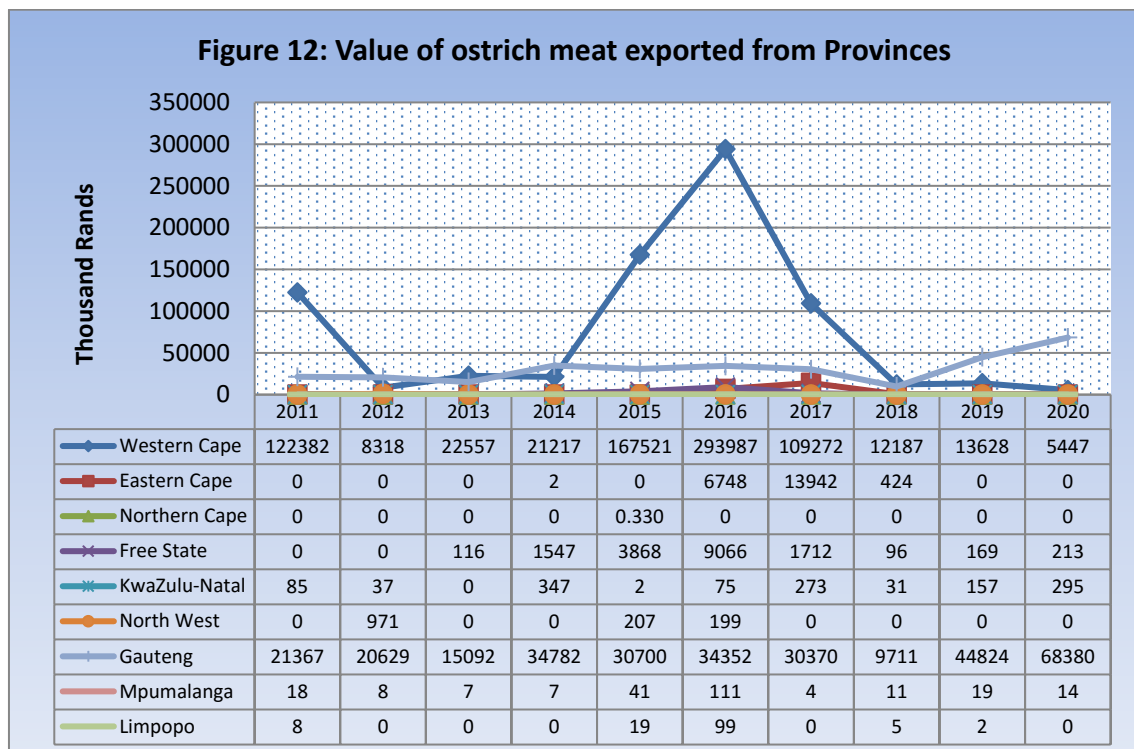 Figure 12: Value of ostrich meat exported from Provinces
Thousand Rands
350000
300000
250000
200000
150000
100000
50000
0
2011 2012 2013 2014 2015 2016 2017 2018 2019 2020
Western Cape 122382 8318 22557 21217 167521 293987 109272 12187 13628 5447
Eastern Cape 0 0 0 2 0 6748 13942 424 0 0
Northern Cape 0 0 0 0 0.330 0 0 0 0 0
Free State 0 0 116 1547 3868 9066 1712 96 169 213
KwaZulu-Natal 85 37 0 347 2 75 273 31 157 295
North West 0 971 0 0 207 199 0 0 0 0
Gauteng 21367 20629 15092 34782 30700 34352 30370 9711 44824 68380
Mpumalanga 18 8 7 7 41 111 4 11 19 14
Limpopo 8 0 0 0 19 99 0 5 2 0